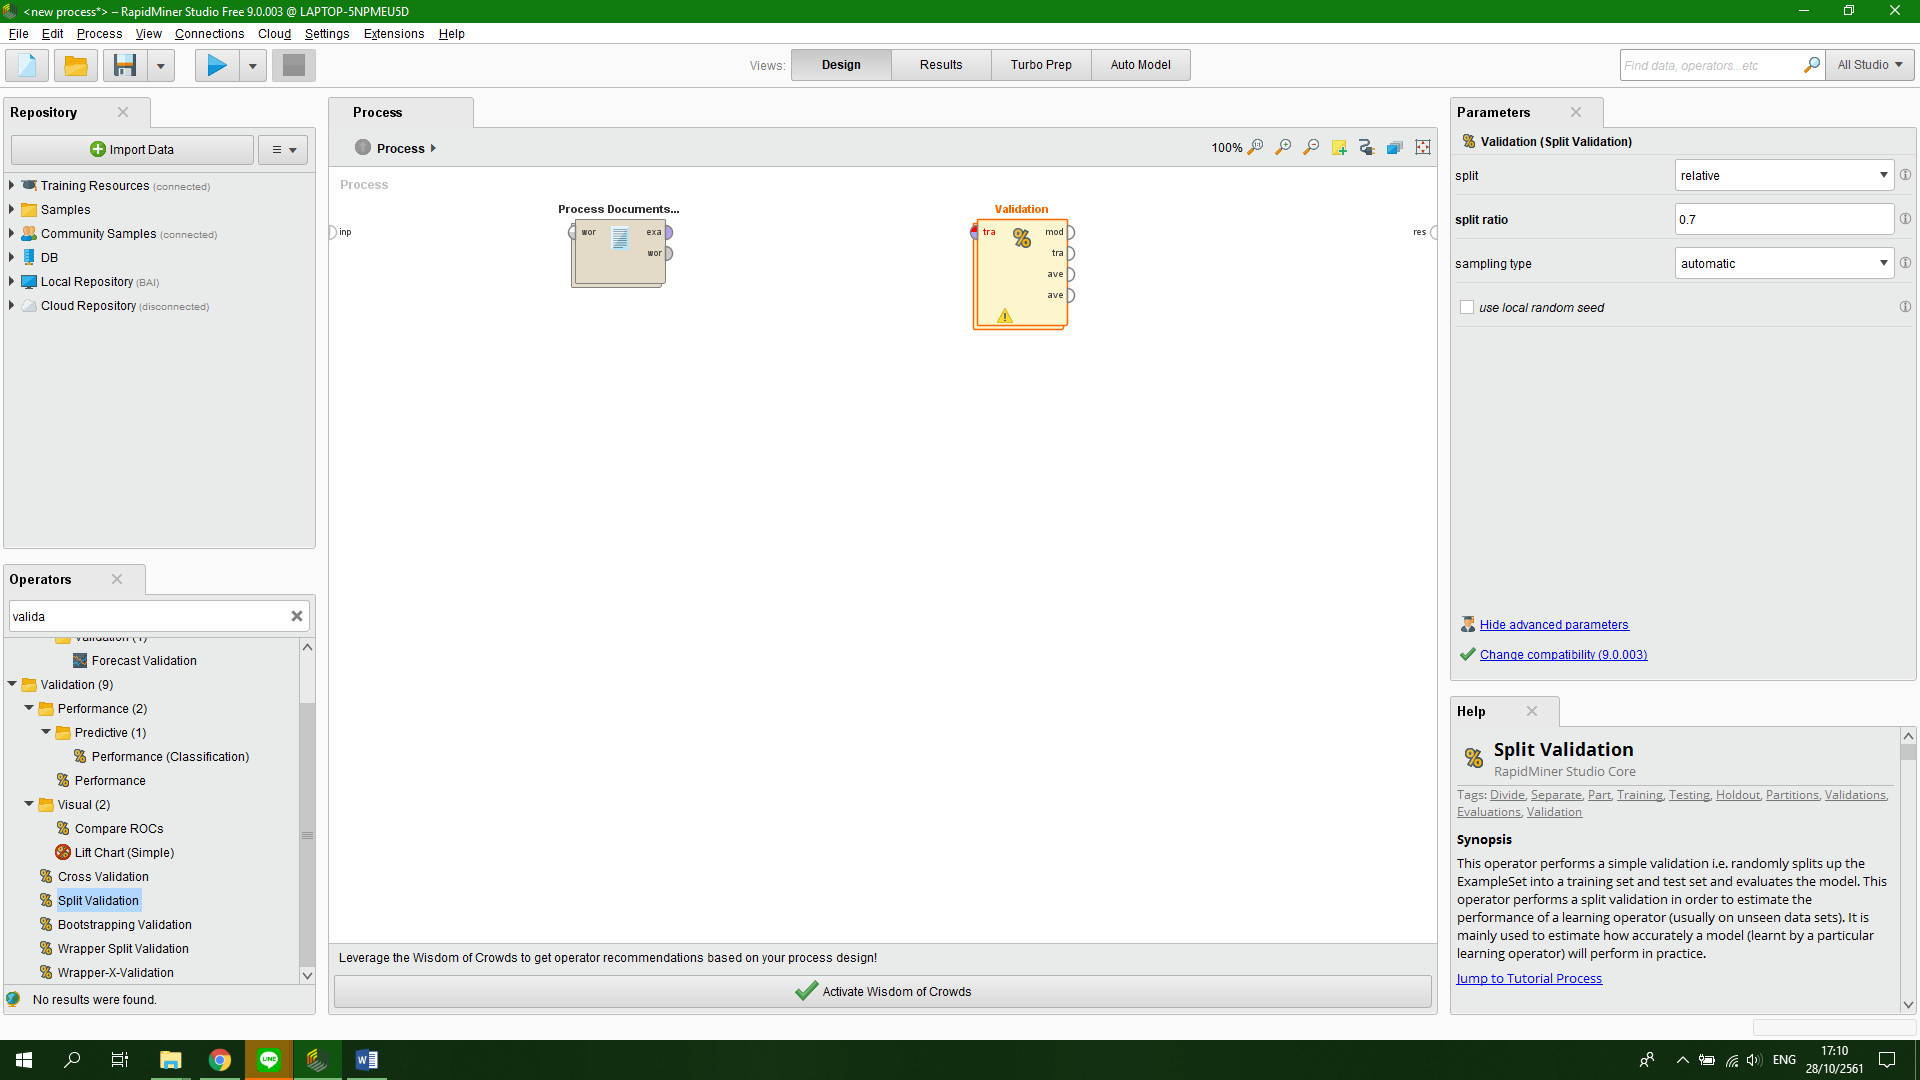 <new process*> – RapidMiner Studio Free 9.0.003 @ LAPTOP-5NPMEU5D
File Edit Process View Connections Cloud Settings Extensions Help
Views: Design Results Turbo Prep Auto Model
Find data, operators...etc All Studio
Repository
Import Data
Training Resources (connected)
Samples
Community Samples (connected)
DB
Local Repository (BAI)
Cloud Repository (disconnected)
Operators
valida
Validation (1)
Forecast Validation
Validation (9)
Performance (2)
Predictive (1)
Performance (Classification)
Performance
Visual (2)
Compare ROCs
Lift Chart (Simple)
Cross Validation
Split Validation
Bootstrapping Validation
Wrapper Split Validation
Wrapper-X-Validation
No results were found.
Process
Process
100%
Process
inp
Process Documents...
wor exa
wor
Validation
tra mod
tra
ave
ave
res
Leverage the Wisdom of Crowds to get operator recommendations based on your process design!
Activate Wisdom of Crowds
Parameters
Validation (Split Validation)
split relative
split ratio 0.7
sampling type automatic
use local random seed
Hide advanced parameters
Change compatibility (9.0.003)
Help
Split Validation
RapidMiner Studio Core
Tags: Divide, Separate, Part, Training, Testing, Holdout, Partitions, Validations,
Evaluations, Validation
Synopsis
This operator performs a simple validation i.e. randomly splits up the
ExampleSet into a training set and test set and evaluates the model. This
operator performs a split validation in order to estimate the
performance of a learning operator (usually on unseen data sets). It is
mainly used to estimate how accurately a model (learnt by a particular
learning operator) will perform in practice.
Jump to Tutorial Process
LINE
ENG
17:10
28/10/2561